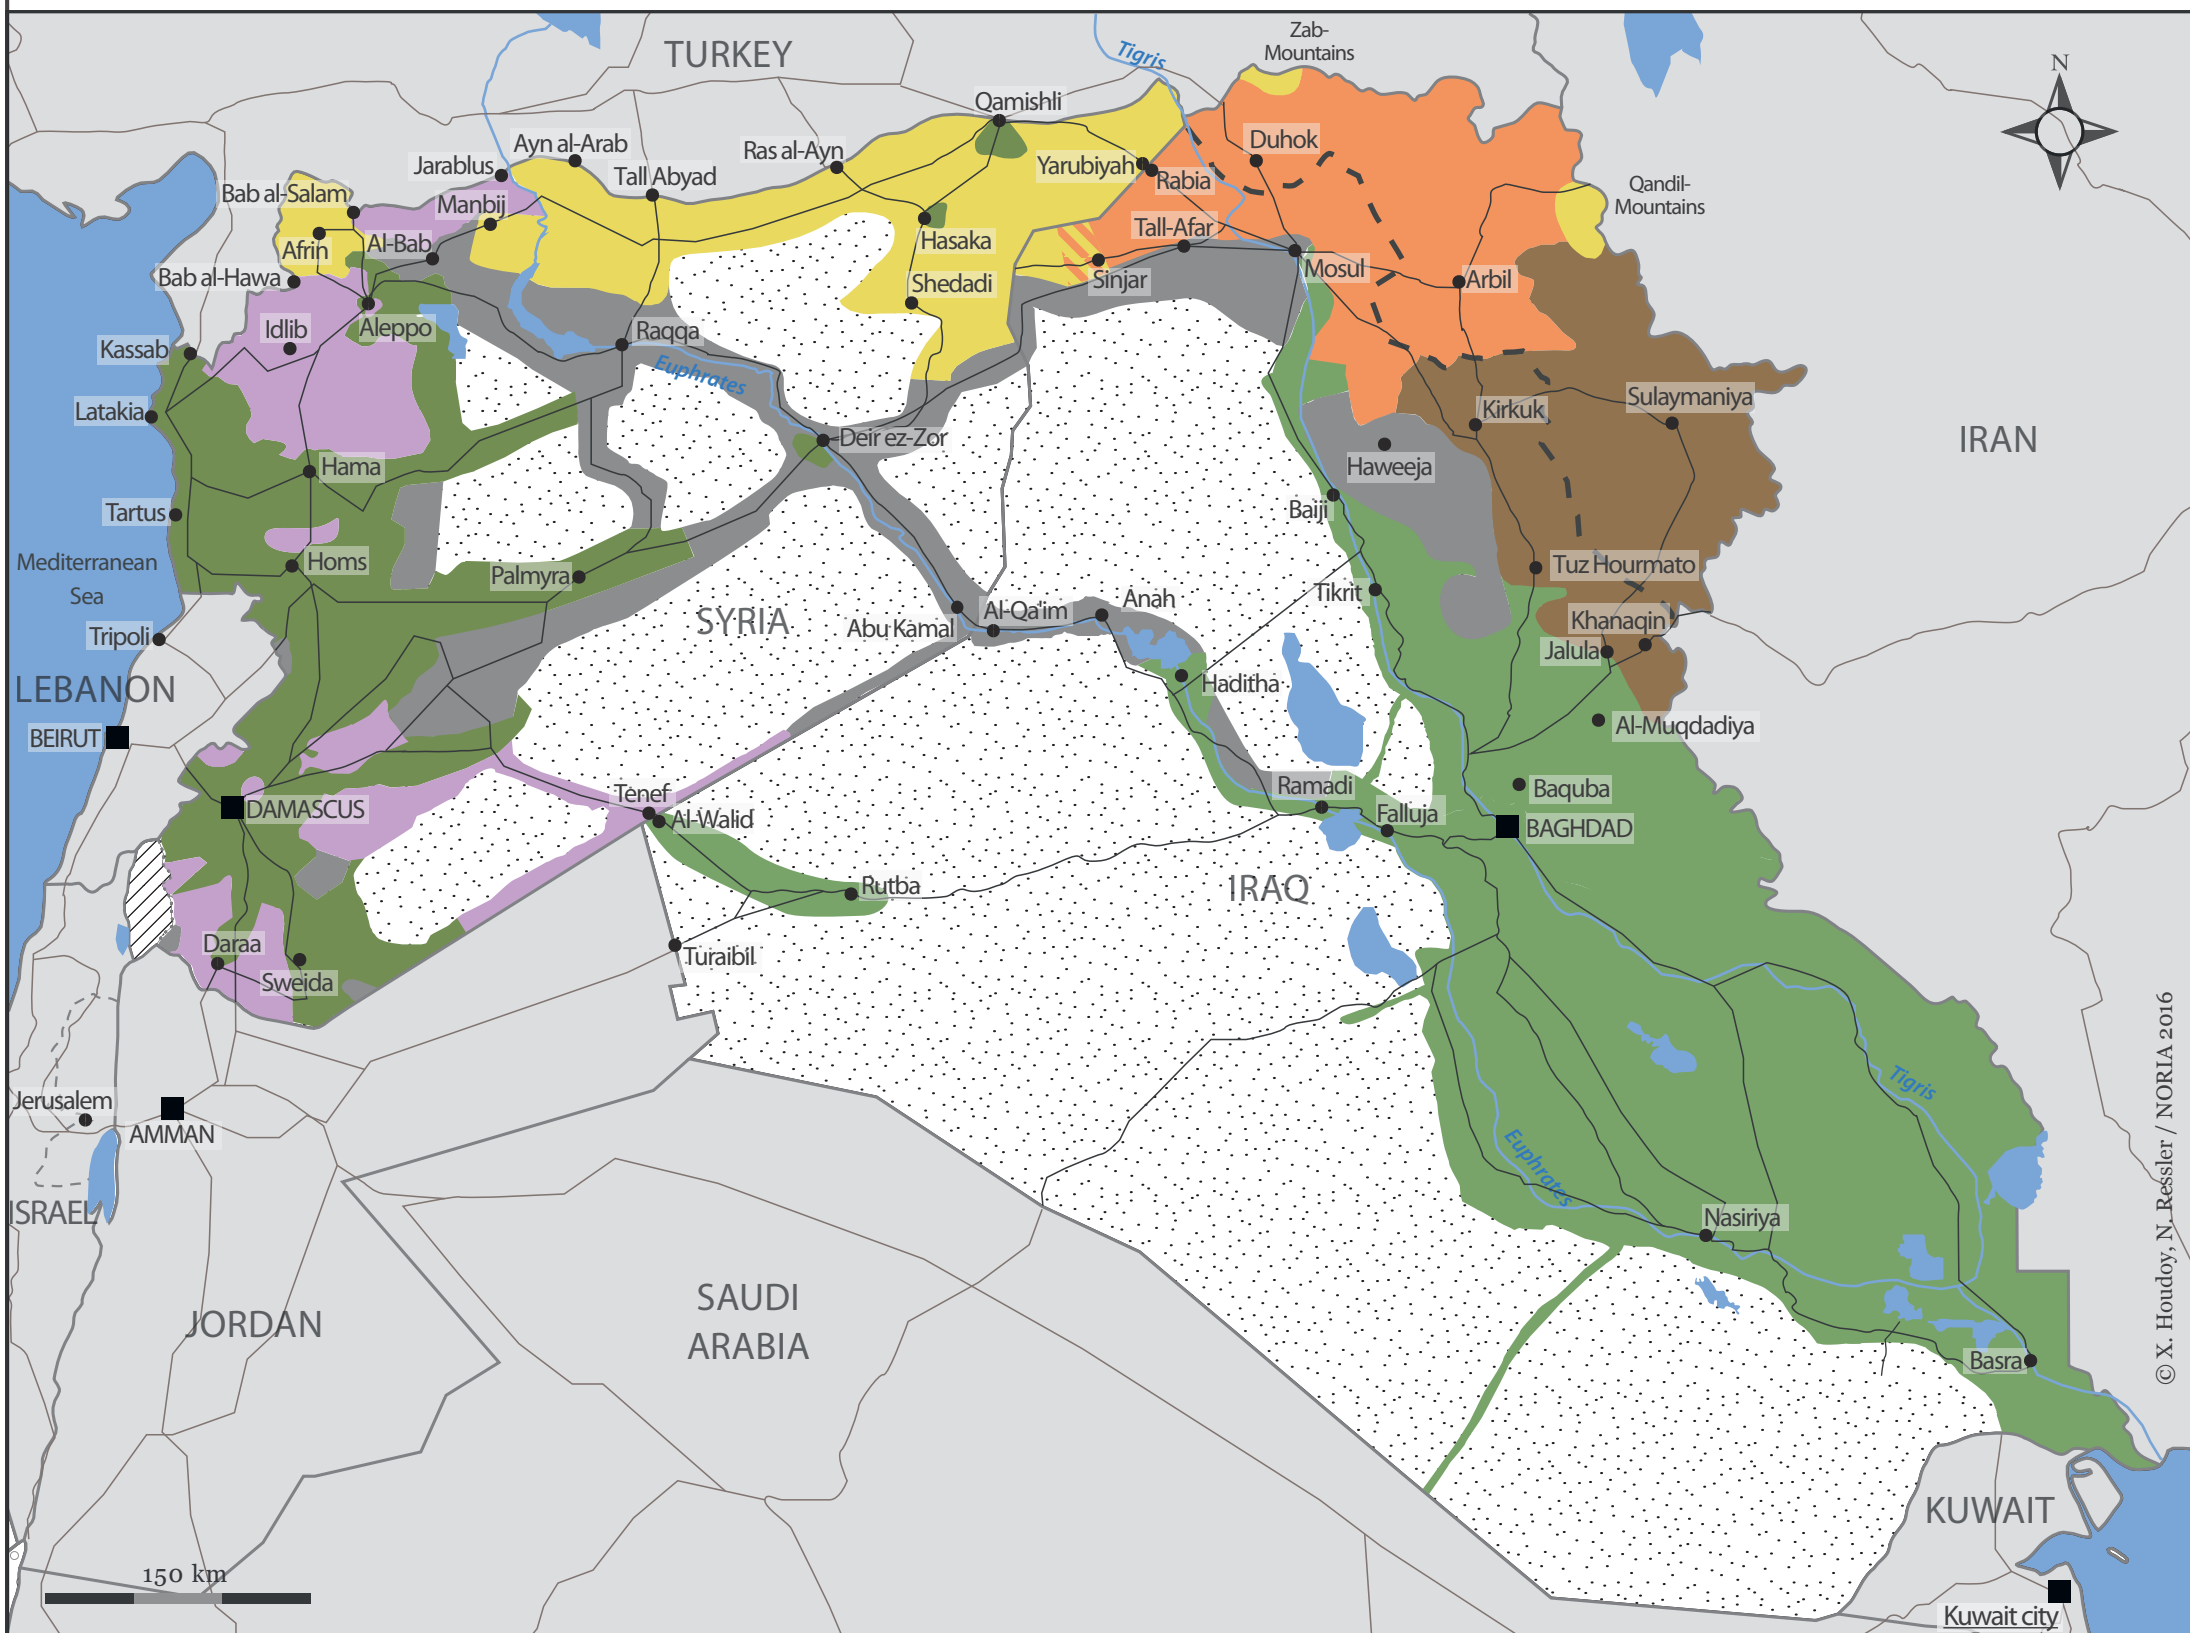 Zab-
Mountains
TURKEY
Tigris
N
Qamishli
Ayn al-Arab
Duhok
Jarablus
Ras al-Ayn
Tall Abyad
Yarubiyah
Rabia
Qandil-
Mountains
Bab al-Salam
Manbij
Afrin
Al-Bab
Hasaka
Tall-Afar
Bab al-Hawa
Shedadi
Sinjar
Mosul
Arbil
Idlib
Aleppo
Raqqa
Kassab
Euphrates
Latakia
Kirkuk
Sulaymaniya
Deir ez-Zor
IRAN
Hama
Haweeja
Tartus
Baiji
Mediterranean
Sea
Homs
Palmyra
Tuz Hourmato
Tikrit
SYRIA
Abu Kamal
Al-Qa'im
Anah
Khanaqin
Tripoli
Jalula
LEBANON
Haditha
BEIRUT
Al-Muqdadiya
Tenef
Ramadi
Baquba
DAMASCUS
Al-Walid
Falluja
BAGHDAD
Rutba
IRAQ
Daraa
Turaibil
Sweida
Tigris
Jerusalem
AMMAN
Euphrates
ISRAEL
Nasiriya
SAUDI
ARABIA
JORDAN
Basra
KUWAIT
150 km
Kuwait city
© X. Houdoy, N. Ressler / NORIA 2016